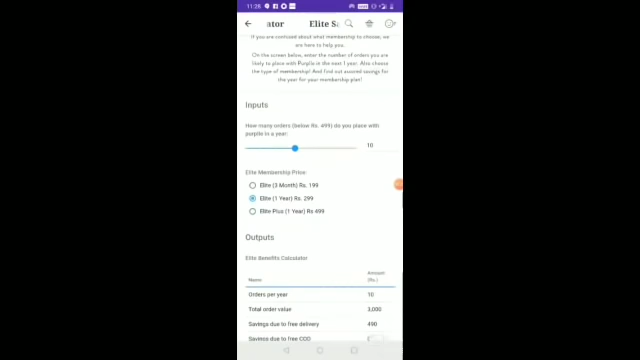 11:28
ator Elite Sa
If you are confused about what membership to choose, we
are here to help you.
On the screen below, enter the number of orders you are
likely to place with Purplle in the next 1 year. Also choose
the type of membership! And find out assured savings for
the year for your membership plan!
Inputs
How many orders (below Rs. 499) do you place with
purplle in a year:
10
Elite Membership Price
Elite (3 Month) Rs. 199
Elite (1 Year) Rs. 299
Elite Plus (1 Year) Rs 499
Outputs
Elite Benefits Calculator
Name Amount
(Rs.)
Orders per year 10
Total order value 3,000
Savings due to free delivery 490
Savings due to free COD